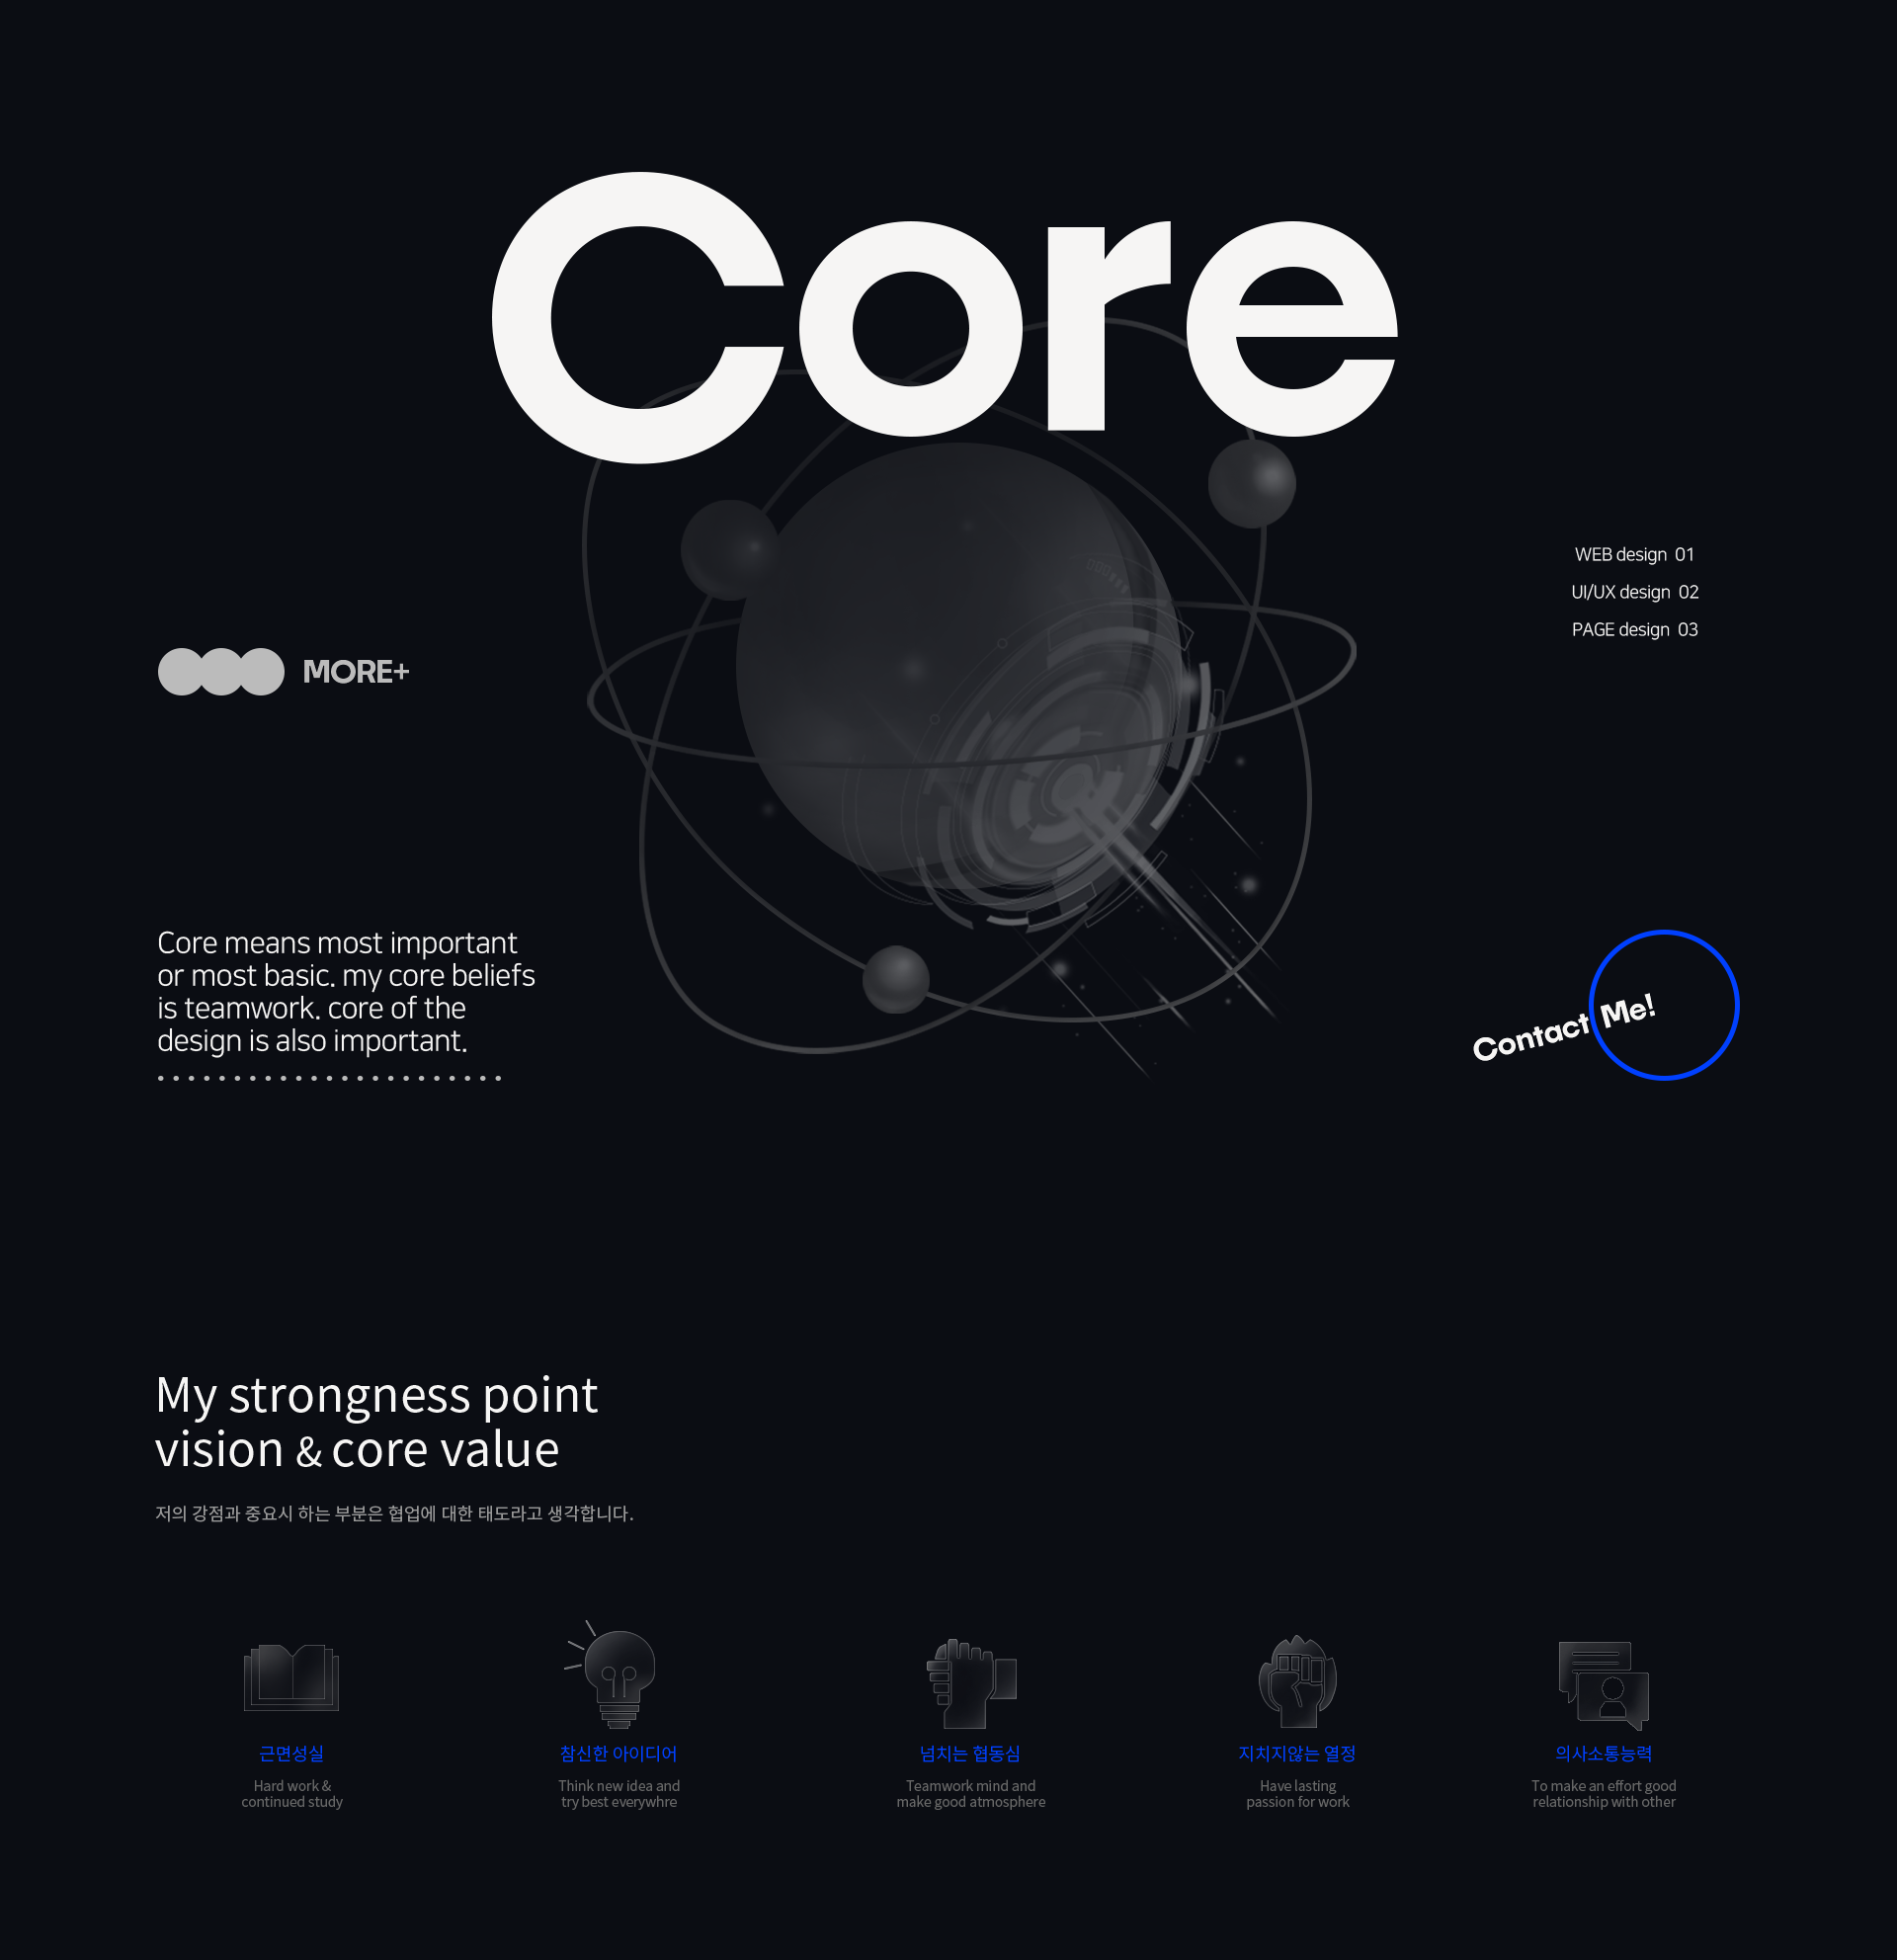 Core
WEB design 01
UI/UX design 02
PAGE design 03
MORE+
Core means most important
or most basic. my core beliefs
is teamwork. core of the
design is also important.
Contact Me!
My strongness point
vision & core value
저의 강점과 중요시 하는 부분은 협업에 대한 태도라고 생각합니다.
근면성실
Hard work &
continued study
참신한 아이디어
Think new idea and
try best everywhre
넘치는 협동심
Teamwork mind and
make good atmosphere
지치지않는 열정
Have lasting
passion for work
의사소통능력
To make an effort good
relationship with other